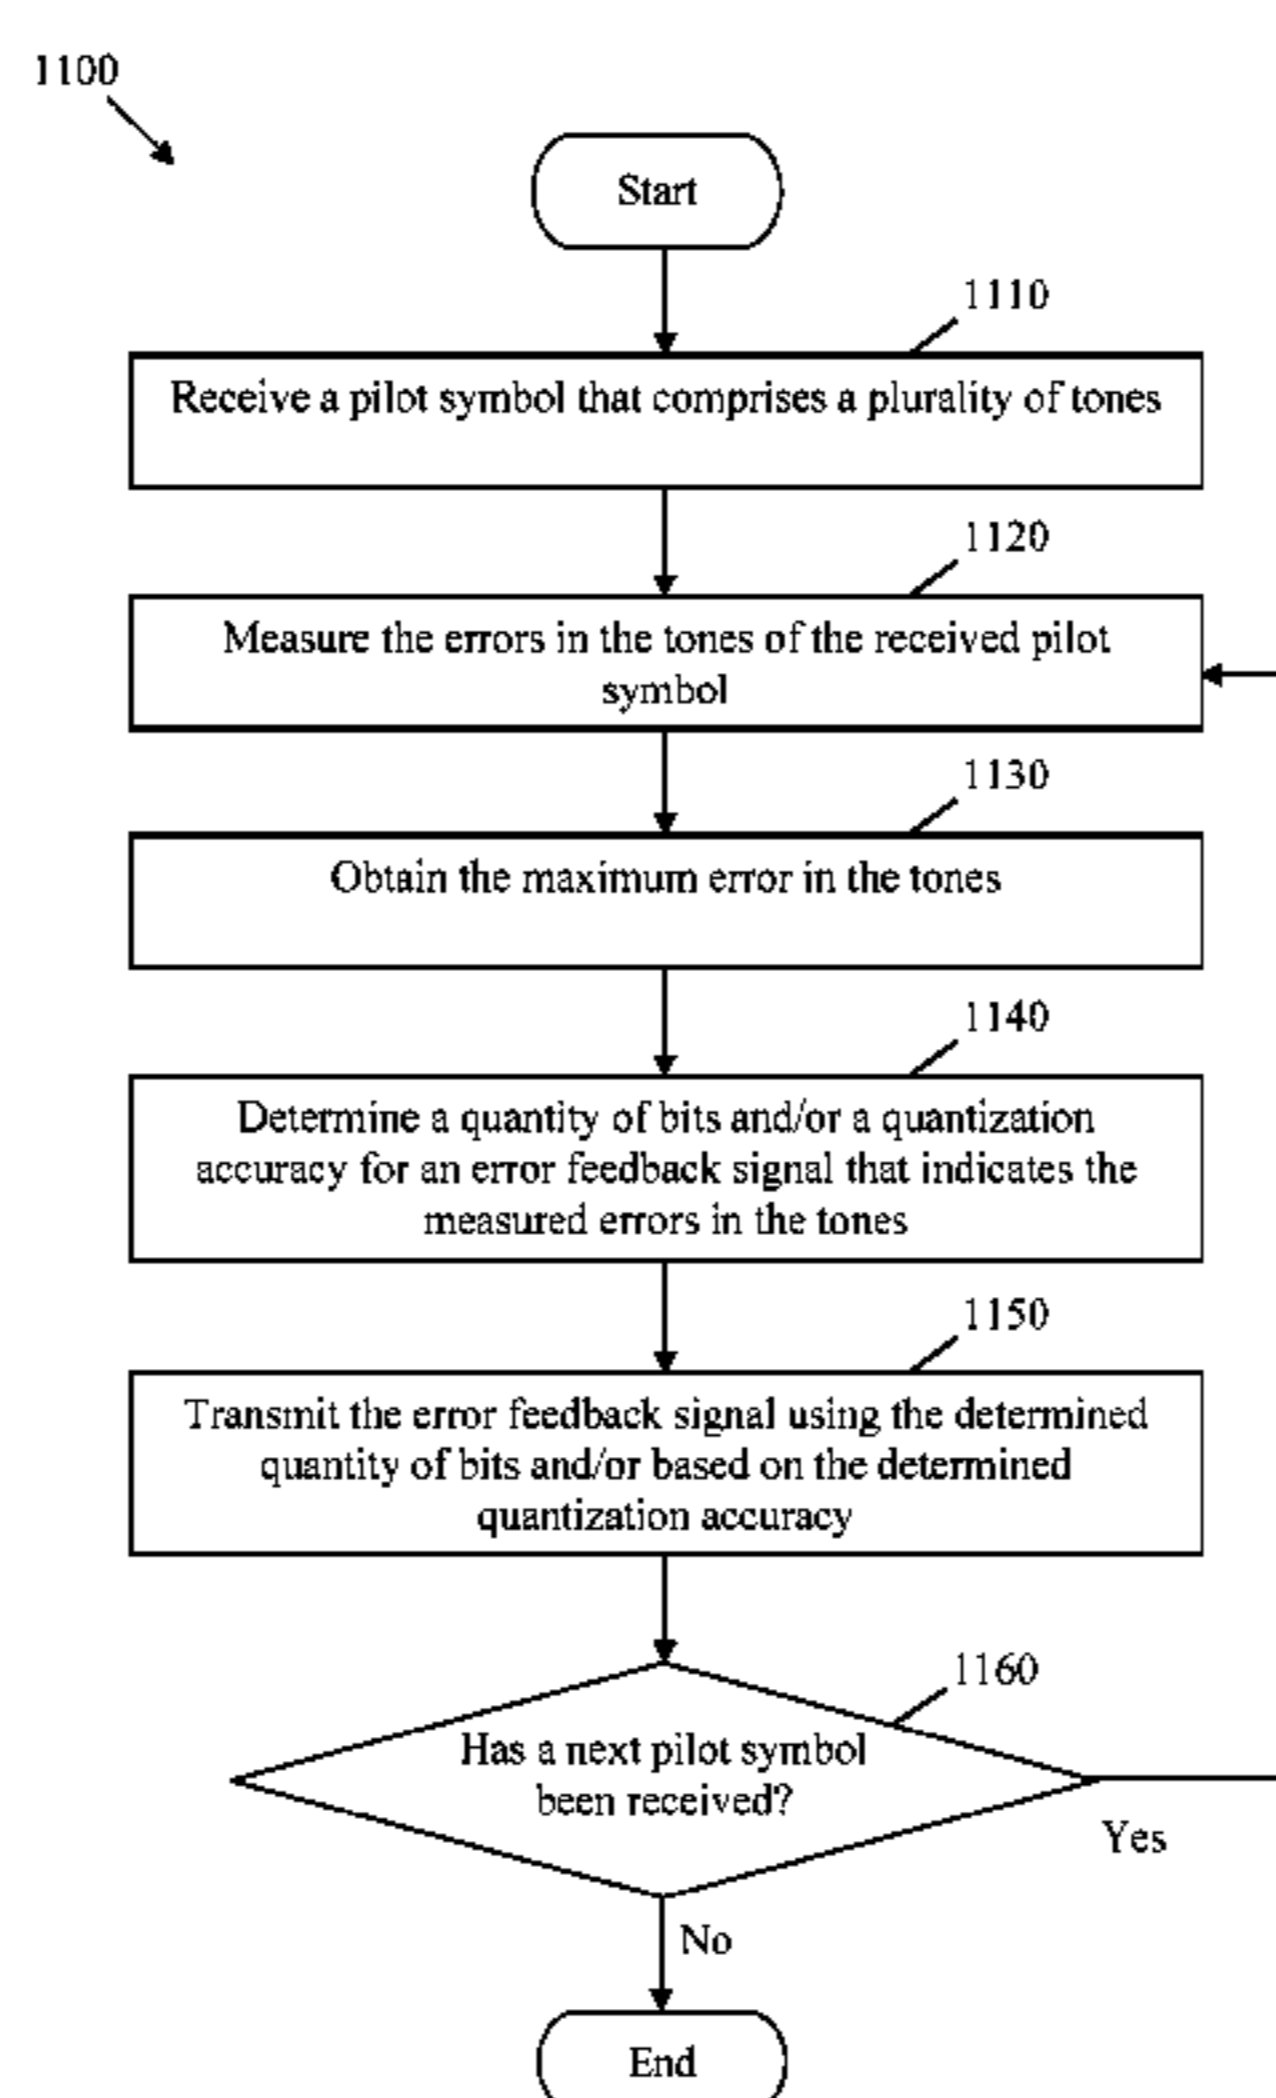 1100
Start
1110
Receive a pilot symbol that comprises a plurality of tones
1120
Measure the errors in the tones of the received pilot
symbol
1130
Obtain the maximum error in the tones
1140
Determine a quantity of bits and/or a quantization
accuracy for an error feedback signal that indicates the
measured errors in the tones
1150
Transmit the error feedback signal using the determined
quantity of bits and/or based on the determined
quantization accuracy
1160
Has a next pilot symbol
been received?
Yes
No
End